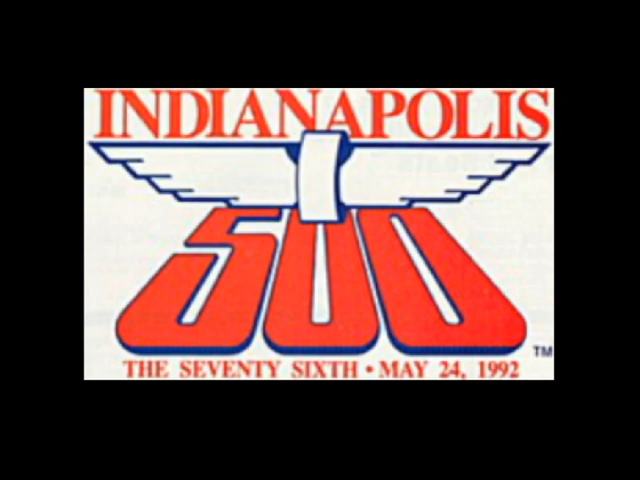 INDIANAPOLIS
500
TM
THE SEVENTY SIXTH • MAY 24, 1992